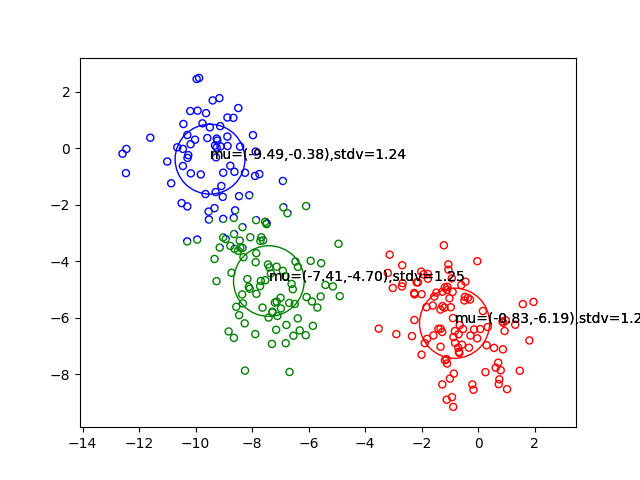 2
0
mu=(-9.49,-0.38),stdv=1.24
−2
−4
mu=(-7.41,-4.70),stdv=1.25
−6
mu=(-0.83,-6.19),stdv=1.2
−8
−14 −12 −10 −8 −6 −4 −2 0 2